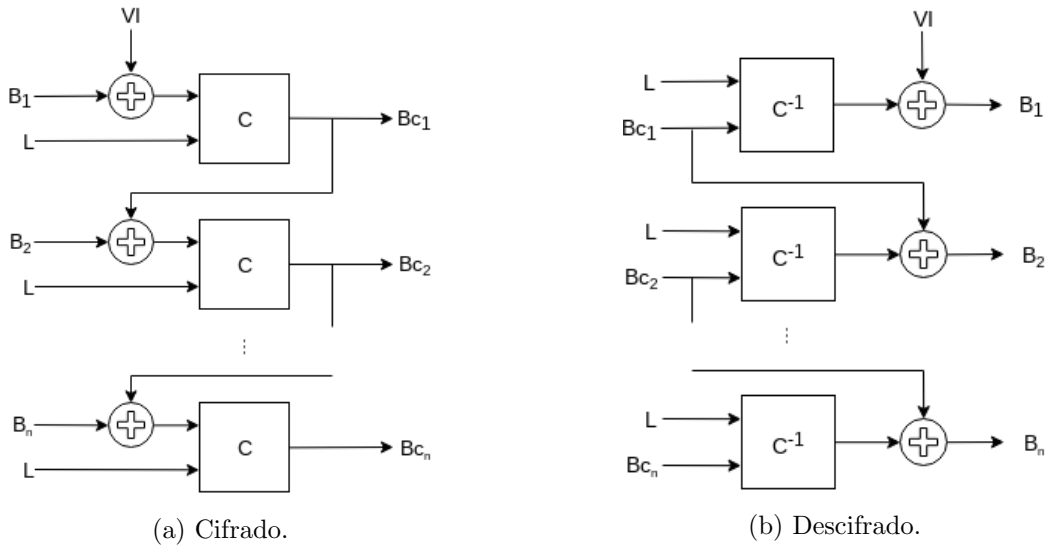 VI
B1
L
C
Bc1
B2
L
C
Bc2
Bn
L
C
Bcn
(a) Cifrado.
VI
L
Bc1
C-1
B1
L
Bc2
C-1
B2
L
Bcn
C-1
Bn
(b) Descifrado.